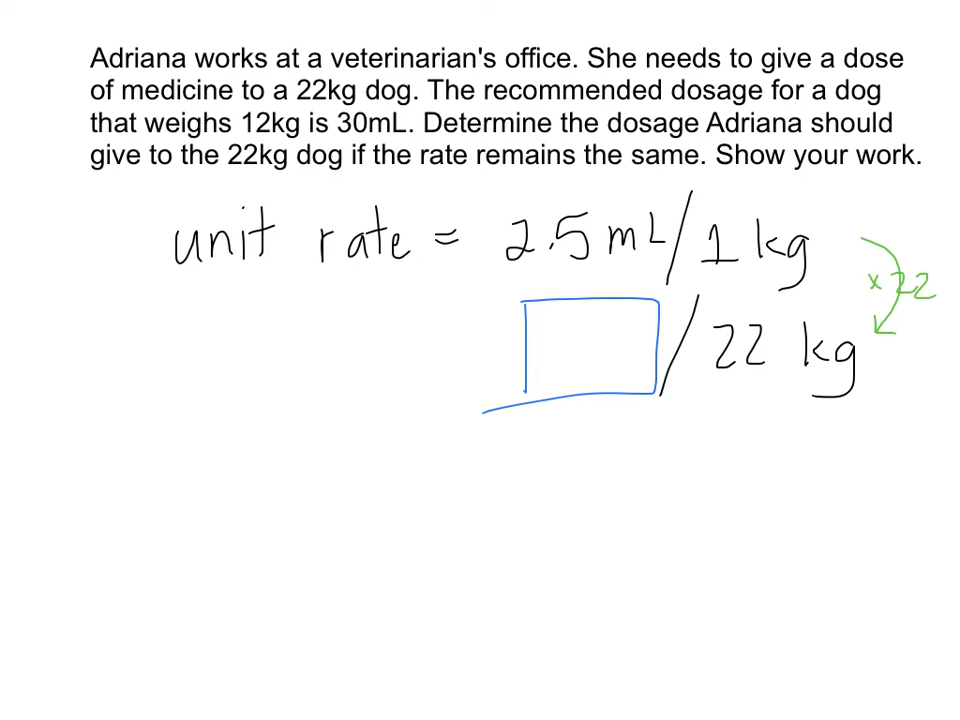 Adriana works at a veterinarian's office. She needs to give a dose
of medicine to a 22kg dog. The recommended dosage for a dog
that weighs 12kg is 30mL. Determine the dosage Adriana should
give to the 22kg dog if the rate remains the same. Show your work.
unit rate = 2.5 mL/1 kg
x 22
/ 22 kg